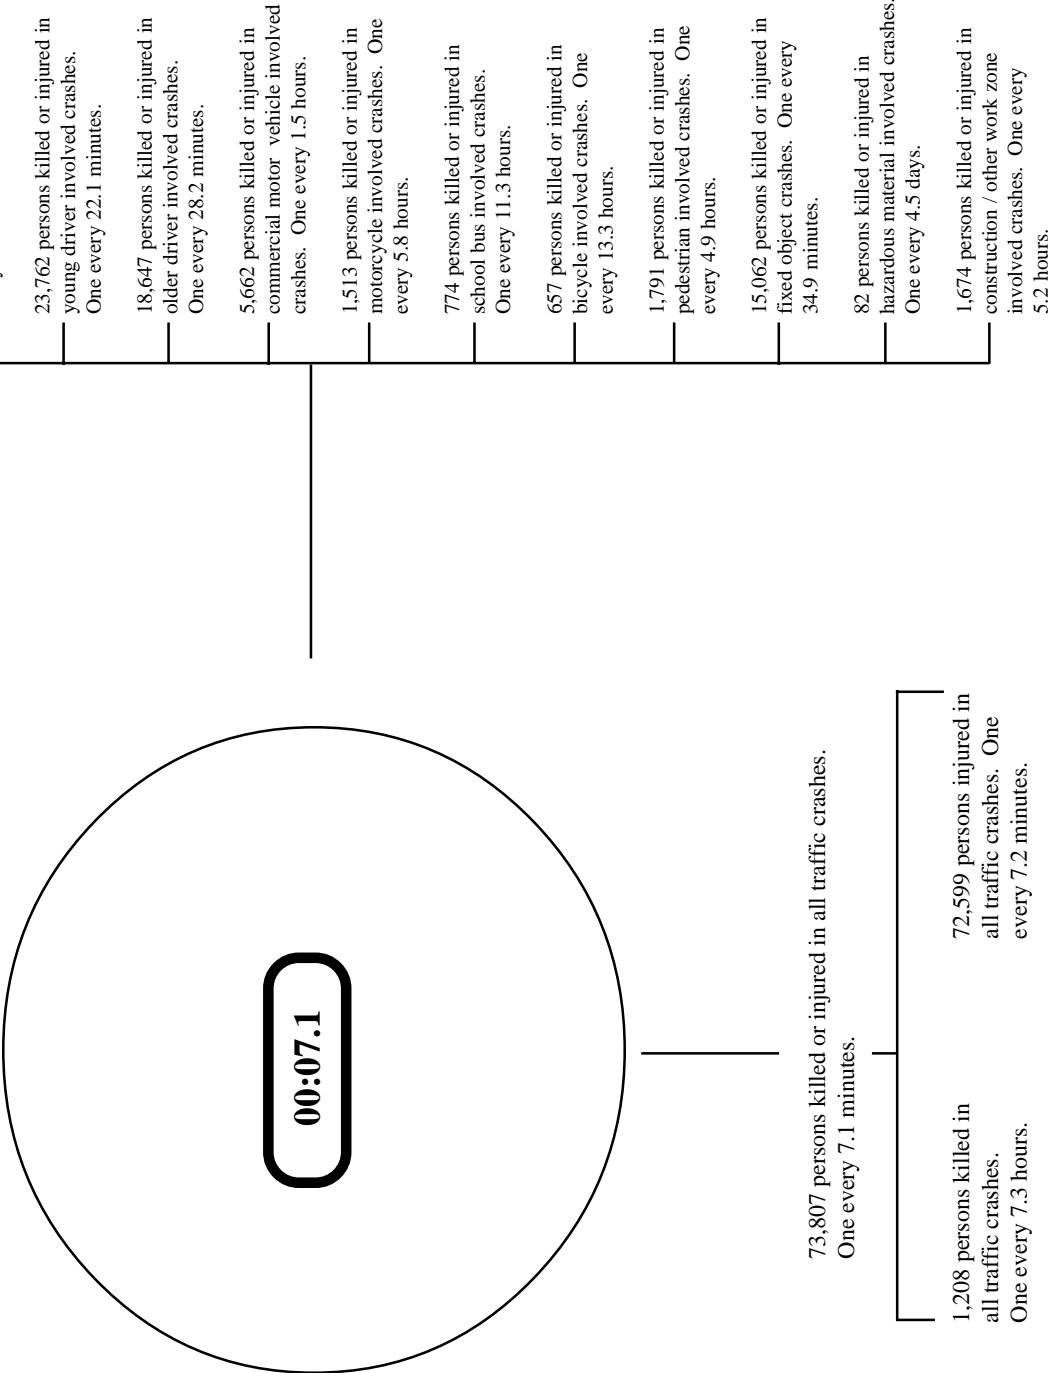 00:07.1
73,807 persons killed or injured in all traffic crashes.
One every 7.1 minutes.
1,208 persons killed in
all traffic crashes.
One every 7.3 hours.
72,599 persons injured in
all traffic crashes. One
every 7.2 minutes.
23,762 persons killed or injured in
young driver involved crashes.
One every 22.1 minutes.
18,647 persons killed or injured in
older driver involved crashes.
One every 28.2 minutes.
5,662 persons killed or injured in
commercial motor vehicle involved
crashes. One every 1.5 hours.
1,513 persons killed or injured in
motorcycle involved crashes. One
every 5.8 hours.
774 persons killed or injured in
school bus involved crashes.
One every 11.3 hours.
657 persons killed or injured in
bicycle involved crashes. One
every 13.3 hours.
1,791 persons killed or injured in
pedestrian involved crashes. One
every 4.9 hours.
15,062 persons killed or injured in
fixed object crashes. One every
34.9 minutes.
82 persons killed or injured in
hazardous material involved crashes.
One every 4.5 days.
1,674 persons killed or injured in
construction / other work zone
involved crashes. One every
5.2 hours.